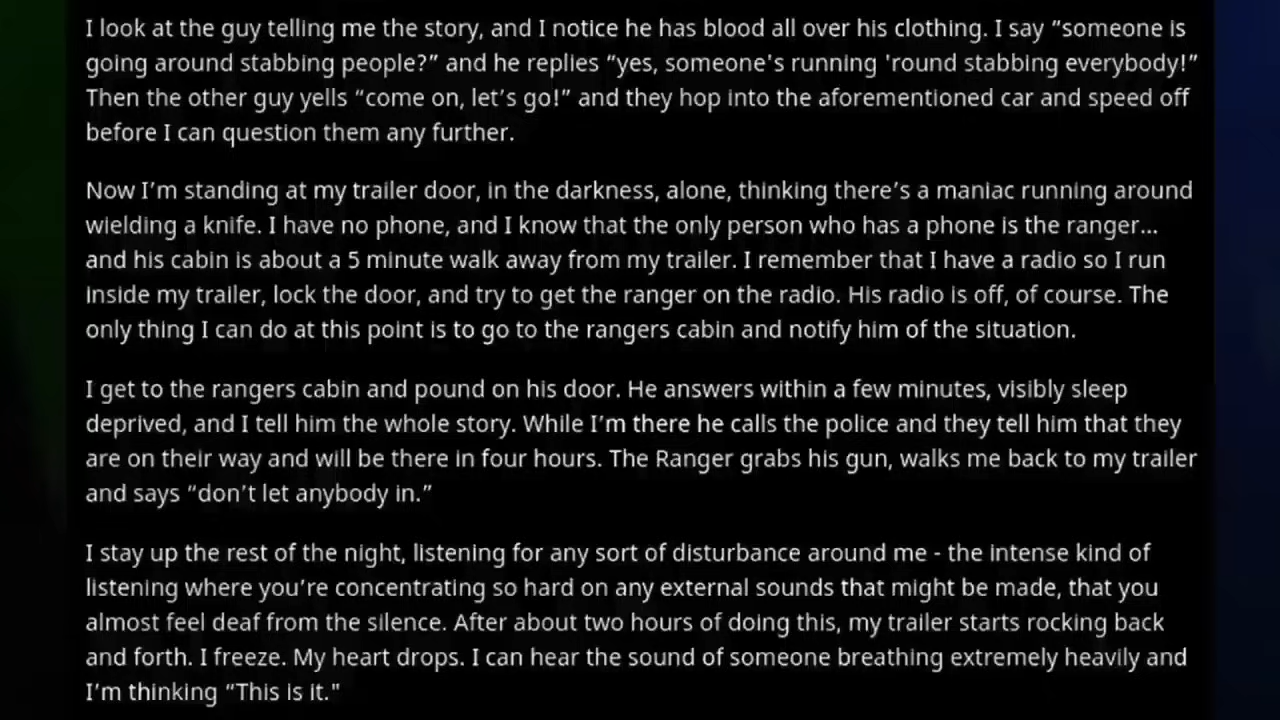 I look at the guy telling me the story, and I notice he has blood all over his clothing. I say “someone is
going around stabbing people?” and he replies “yes, someone's running 'round stabbing everybody!”
Then the other guy yells “come on, let’s go!” and they hop into the aforementioned car and speed off
before I can question them any further.
Now I’m standing at my trailer door, in the darkness, alone, thinking there’s a maniac running around
wielding a knife. I have no phone, and I know that the only person who has a phone is the ranger...
and his cabin is about a 5 minute walk away from my trailer. I remember that I have a radio so I run
inside my trailer, lock the door, and try to get the ranger on the radio. His radio is off, of course. The
only thing I can do at this point is to go to the rangers cabin and notify him of the situation.
I get to the rangers cabin and pound on his door. He answers within a few minutes, visibly sleep
deprived, and I tell him the whole story. While I’m there he calls the police and they tell him that they
are on their way and will be there in four hours. The Ranger grabs his gun, walks me back to my trailer
and says “don’t let anybody in.”
I stay up the rest of the night, listening for any sort of disturbance around me - the intense kind of
listening where you’re concentrating so hard on any external sounds that might be made, that you
almost feel deaf from the silence. After about two hours of doing this, my trailer starts rocking back
and forth. I freeze. My heart drops. I can hear the sound of someone breathing extremely heavily and
I’m thinking “This is it."